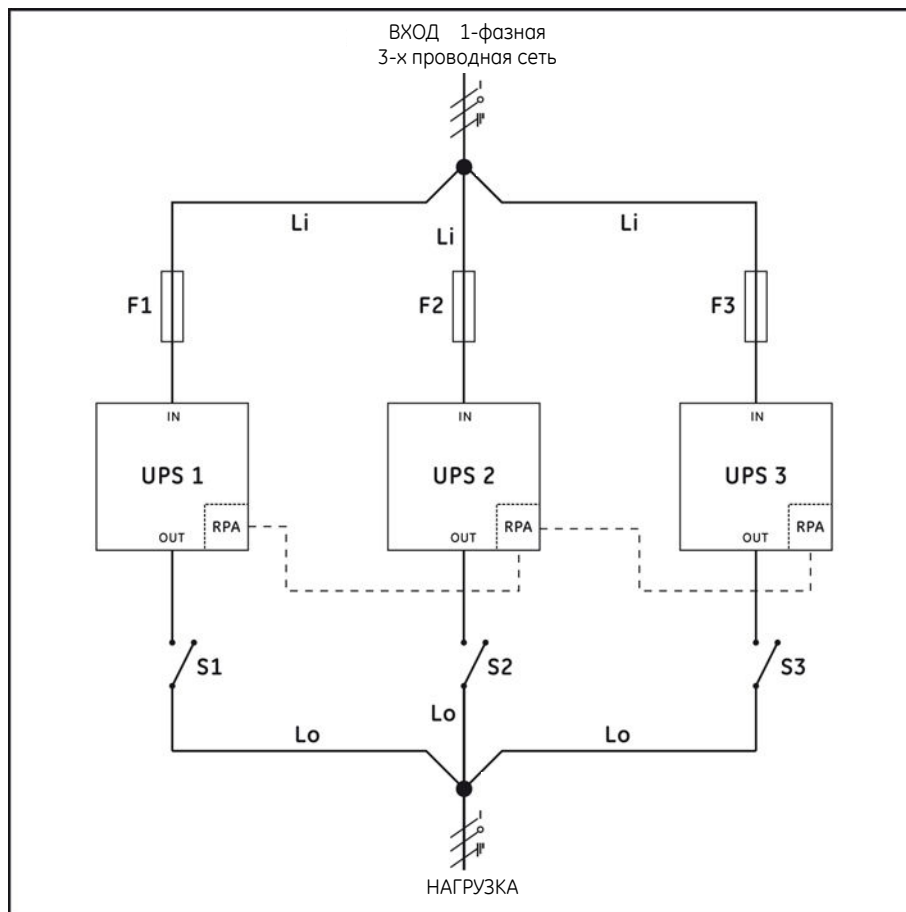 ВХОД 1-фазная
3-х проводная сеть
Li
Li
Li
F1
F2
F3
IN
IN
IN
UPS 1
UPS 2
UPS 3
RPA
RPA
RPA
OUT
OUT
OUT
S1
S2
S3
Lo
Lo
Lo
НАГРУЗКА